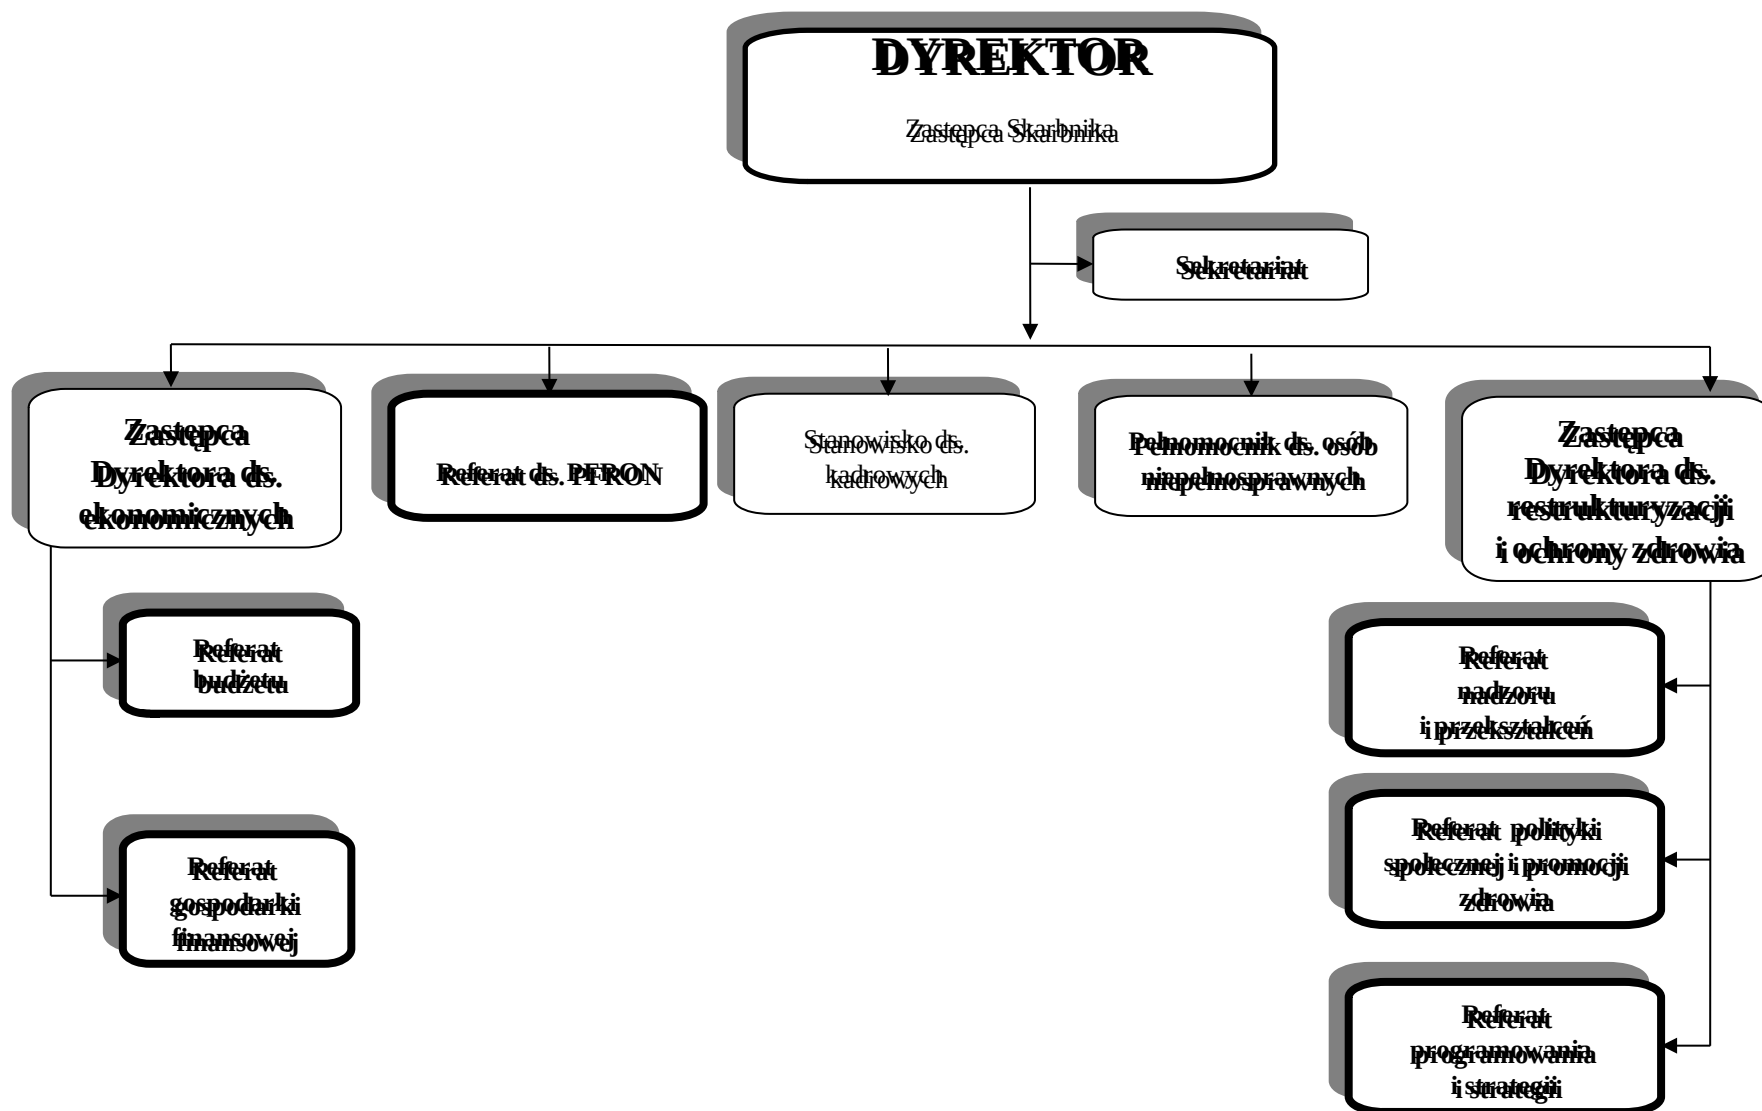 DYREKTOR
Zastępca Skarbnika
Sekretariat
Zastępca
Dyrektora ds.
ekonomicznych
Referat ds. PFRON
Stanowisko ds.
kadrowych
Pełnomocnik ds. osób
niepełnosprawnych
Zastępca
Dyrektora ds.
restrukturyzacji
i ochrony zdrowia
Referat
budżetu
Referat
gospodarki
finansowej
Referat
nadzoru
i przekształceń
Referat polityki
społecznej i promocji
zdrowia
Referat
programowania
i strategii